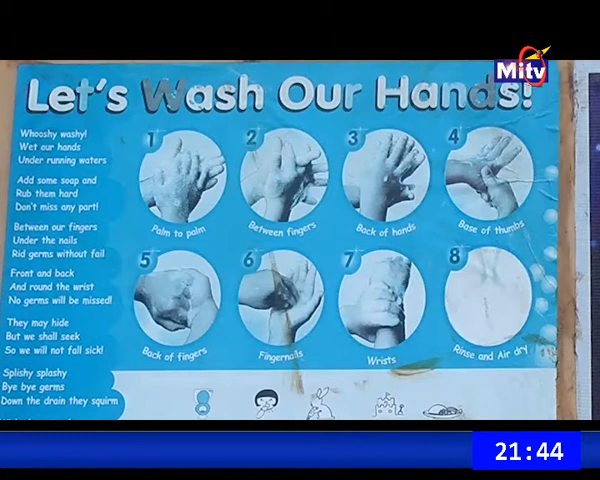 Mitv
Let's Wash Our Hands!
Whooshy washy!
Wet our hands
Under running waters
Add some soap and
Rub them hard
Don't miss any part!
Between our fingers
Under the nails
Rid germs without fail
Front and back
And round the wrist
No germs will be missed!
They may hide
But we shall seek
So we will not fall sick!
Splishy splashy
Bye bye germs
Down the drain they squirm
1
Palm to palm
2
Between fingers
3
Back of hands
4
Base of thumbs
5
Back of fingers
6
Fingernails
7
Wrists
8
Rinse and Air dry
21:44